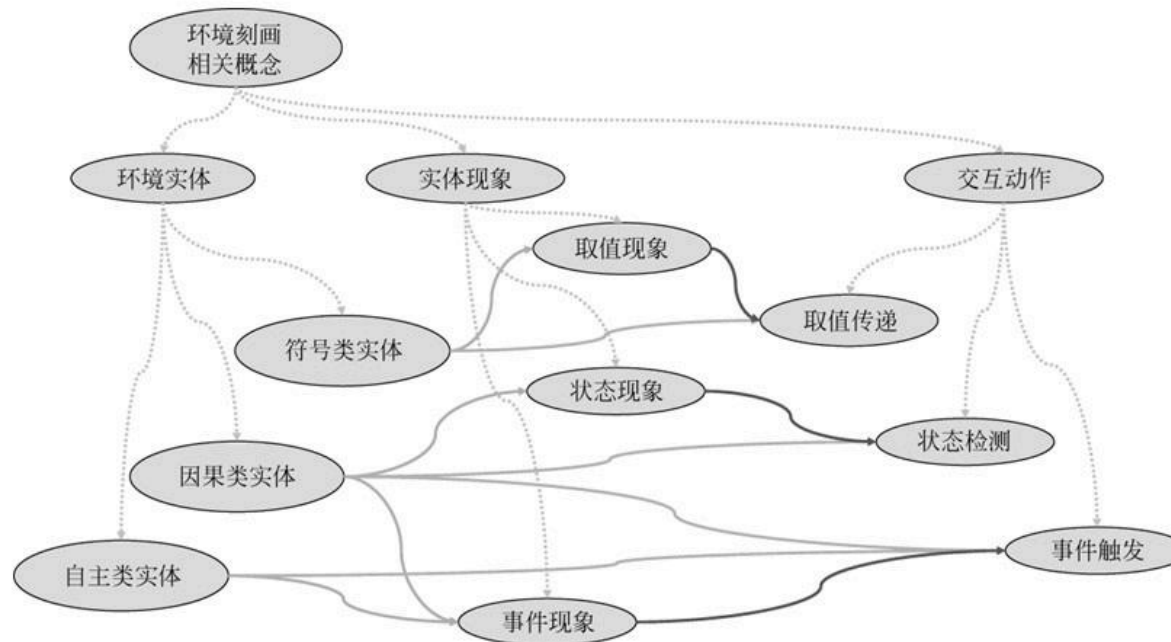 环境刻画
相关概念
环境实体
实体现象
交互动作
取值现象
取值传递
符号类实体
状态现象
状态检测
因果类实体
事件触发
自主类实体
事件现象